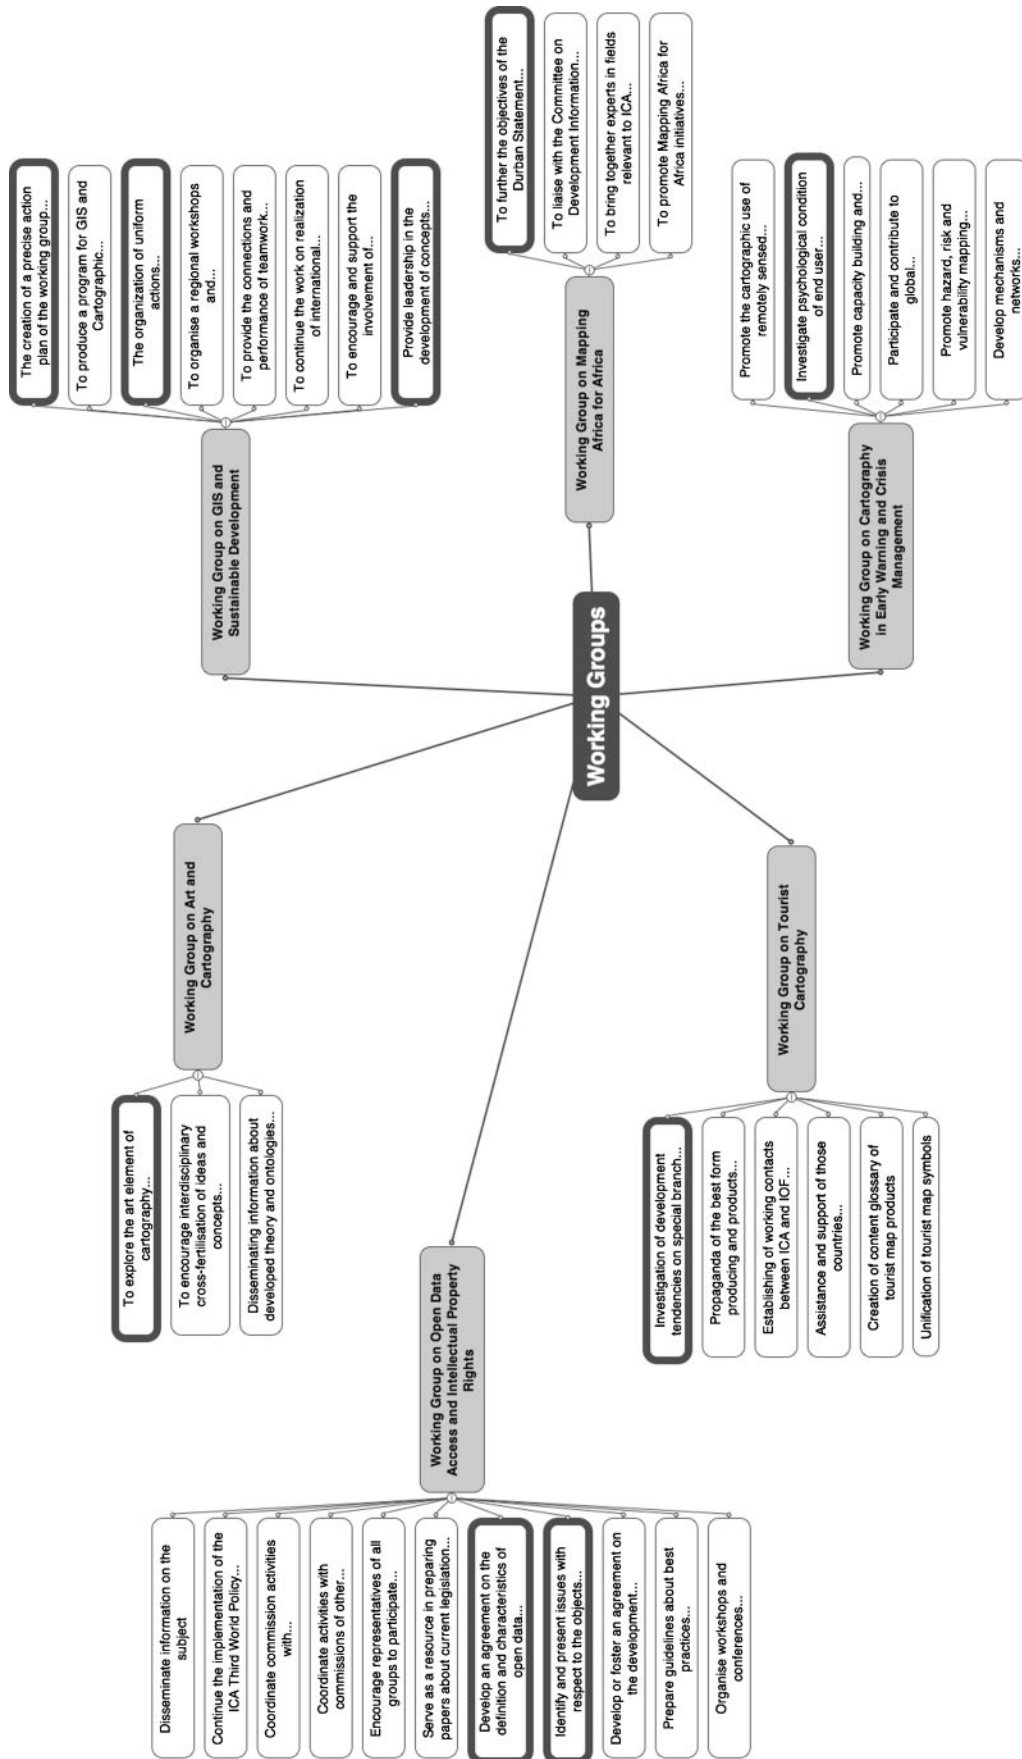 Working Groups
Working Group on GIS and
Sustainable Development
The creation of a precise action
plan of the working group...
To produce a program for GIS and
Cartographic...
The organization of uniform
actions...
To organise a regional workshops
and...
To provide the connections and
performance of teamwork...
To continue the work on realization
of international...
To encourage and support the
involvement of...
Provide leadership in the
development of concepts...
Working Group on Mapping
Africa for Africa
To further the objectives of the
Durban Statement...
To liaise with the Committee on
Development Information...
To bring together experts in fields
relevant to ICA...
To promote Mapping Africa for
Africa initiatives...
Working Group on Cartography
in Early Warning and Crisis
Management
Promote the cartographic use of
remotely sensed...
Investigate psychological condition
of end user...
Promote capacity building and...
Participate and contribute to
global...
Promote hazard, risk and
vulnerability mapping...
Develop mechanisms and
networks...
Working Group on Art and
Cartography
To explore the art element of
cartography...
To encourage interdisciplinary
cross-fertilisation of ideas and
concepts...
Disseminating information about
developed theory and ontologies...
Working Group on Open Data
Access and Intellectual Property
Rights
Disseminate information on the
subject
Continue the implementation of the
ICA Third World Policy...
Coordinate commission activities
with...
Coordinate activities with
commissions of other...
Encourage representatives of all
groups to participate...
Serve as a resource in preparing
papers about current legislation...
Develop an agreement on the
definition and characteristics of
open data...
Identify and present issues with
respect to the objects...
Develop or foster an agreement on
the development...
Prepare guidelines about best
practices...
Organise workshops and
conferences...
Working Group on Tourist
Cartography
Investigation of development
tendencies on special branch...
Propaganda of the best form
producing and products...
Establishing of working contacts
between ICA and IOF...
Assistance and support of those
countries...
Creation of content glossary of
tourist map products
Unification of tourist map symbols